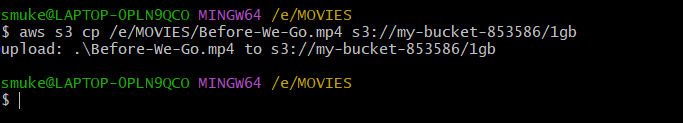 smuke@LAPTOP-0PLN9QCO MINGW64 /e/MOVIES
$ aws s3 cp /e/MOVIES/Before-We-Go.mp4 s3://my-bucket-853586/1gb
upload: .\Before-We-Go.mp4 to s3://my-bucket-853586/1gb
smuke@LAPTOP-0PLN9QCO MINGW64 /e/MOVIES
$